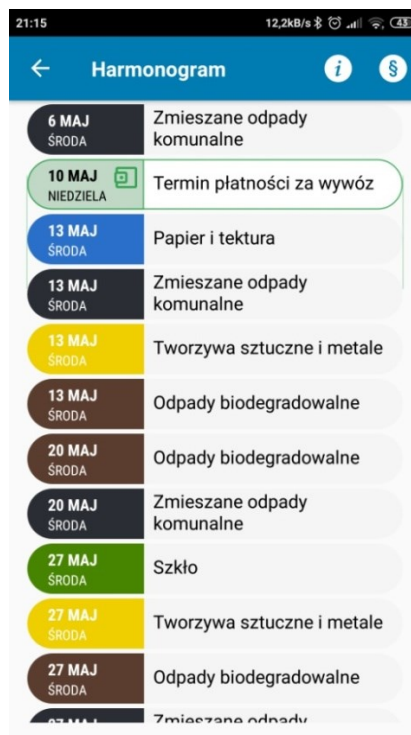 21:15
12,2kB/s
43
Harmonogram
i
§
6 MAJ
ŚRODA
Zmieszane odpady
komunalne
10 MAJ
NIEDZIELA
Termin płatności za wywóz
13 MAJ
ŚRODA
Papier i tektura
13 MAJ
ŚRODA
Zmieszane odpady
komunalne
13 MAJ
ŚRODA
Tworzywa sztuczne i metale
13 MAJ
ŚRODA
Odpady biodegradowalne
20 MAJ
ŚRODA
Odpady biodegradowalne
20 MAJ
ŚRODA
Zmieszane odpady
komunalne
27 MAJ
ŚRODA
Szkło
27 MAJ
ŚRODA
Tworzywa sztuczne i metale
27 MAJ
ŚRODA
Odpady biodegradowalne
27 MAJ
Zmieszane odpady